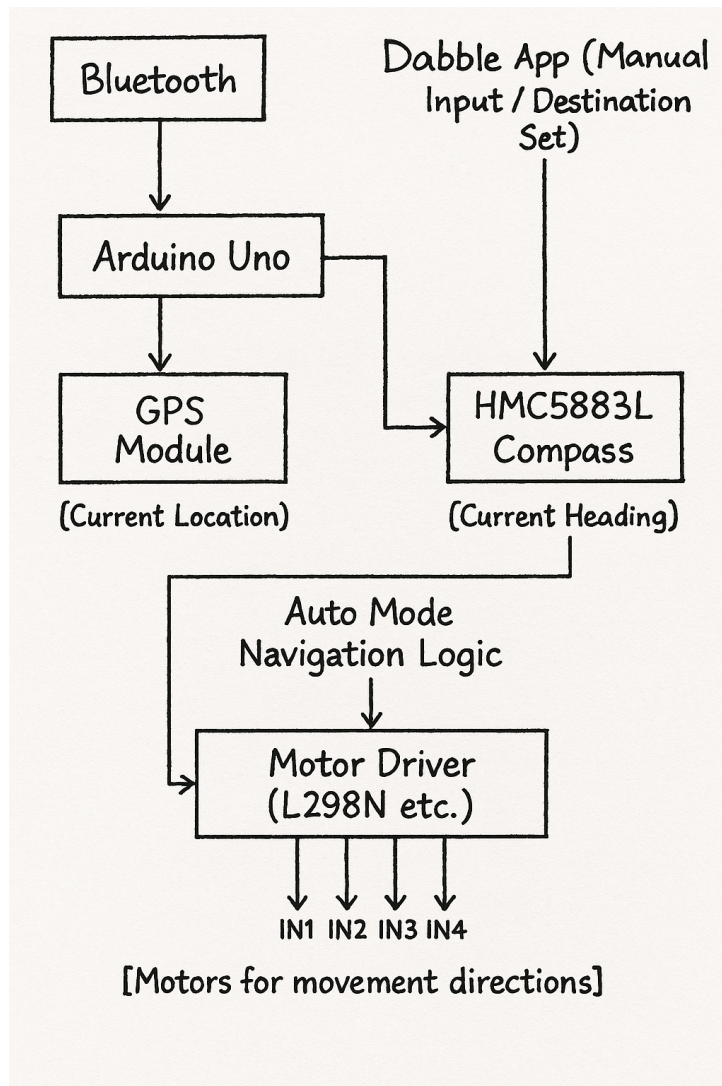 Bluetooth
Dabble App (Manual
Input / Destination
Set)
Arduino Uno
GPS
Module
HMC5883L
Compass
(Current Location)
(Current Heading)
Auto Mode
Navigation Logic
Motor Driver
(L298N etc.)
IN1 IN2 IN3 IN4
[Motors for movement directions]